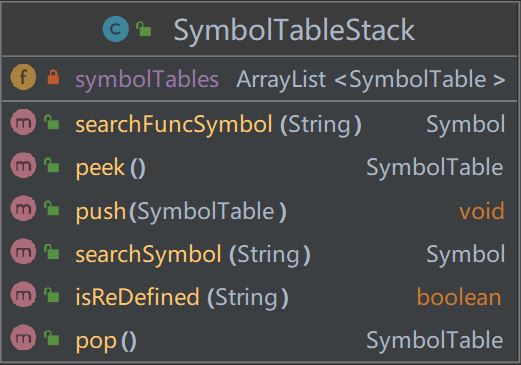 C SymbolTableStack
f symbolTables ArrayList <SymbolTable >
m searchFuncSymbol (String) Symbol
m peek () SymbolTable
m push(SymbolTable ) void
m searchSymbol (String) Symbol
m isReDefined (String) boolean
m pop() SymbolTable